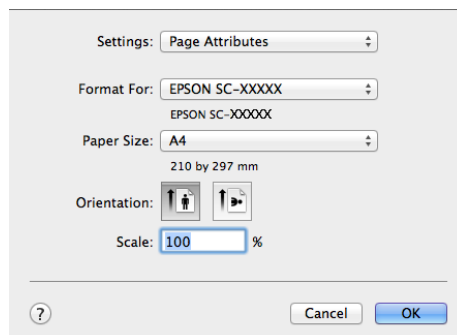 Settings: Page Attributes
Format For: EPSON SC-XXXXX
EPSON SC-XXXXX
Paper Size: A4
210 by 297 mm
Orientation:
Scale: 100 %
? Cancel OK